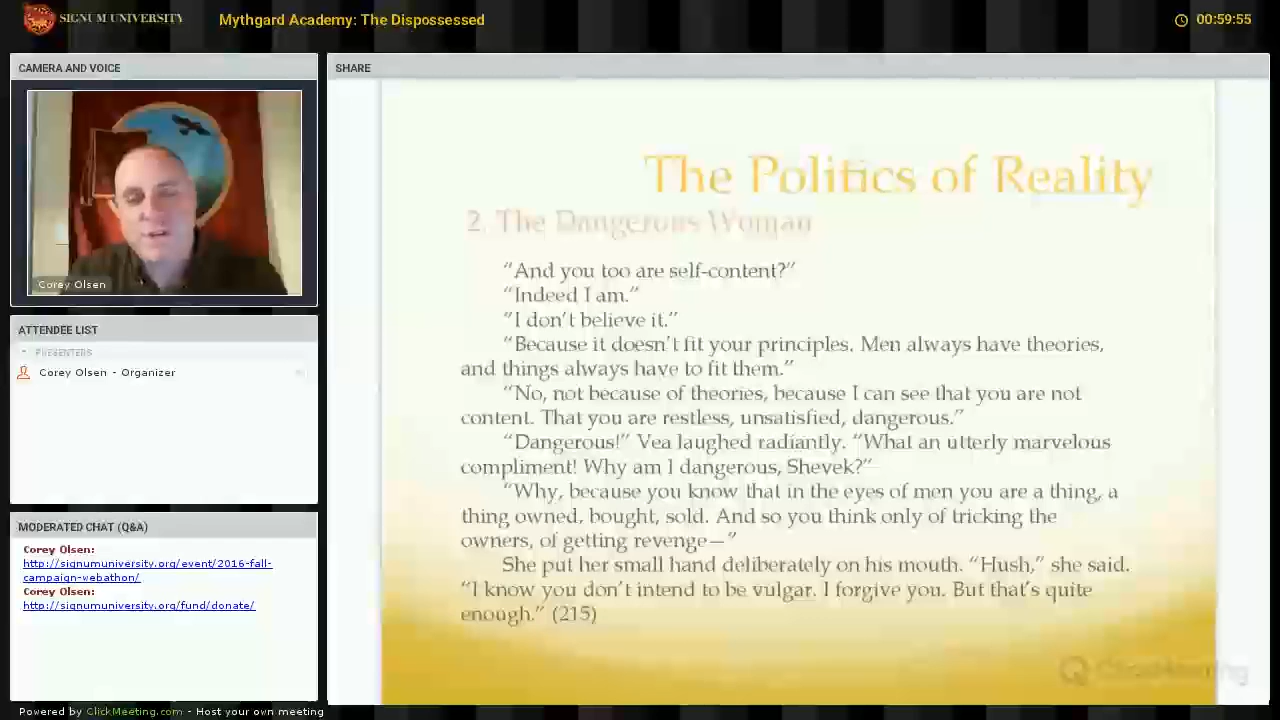 SIGNUM UNIVERSITY
Mythgard Academy: The Dispossessed
00:59:55
CAMERA AND VOICE
Corey Olsen
ATTENDEE LIST
PRESENTERS
Corey Olsen - Organizer
MODERATED CHAT (Q&A)
Corey Olsen:
http://signumuniversity.org/event/2016-fall-
campaign-webathon/
Corey Olsen:
http://signumuniversity.org/fund/donate/
SHARE
The Politics of Reality
2. The Dangerous Woman
“And you too are self-content?”
“Indeed I am.”
“I don’t believe it.”
“Because it doesn’t fit your principles. Men always have theories,
and things always have to fit them.”
“No, not because of theories, because I can see that you are not
content. That you are restless, unsatisfied, dangerous.”
“Dangerous!” Vea laughed radiantly. “What an utterly marvelous
compliment! Why am I dangerous, Shevek?”
“Why, because you know that in the eyes of men you are a thing, a
thing owned, bought, sold. And so you think only of tricking the
owners, of getting revenge—”
She put her small hand deliberately on his mouth. “Hush,” she said.
“I know you don’t intend to be vulgar. I forgive you. But that’s quite
enough.” (215)
ClickMeeting
Powered by ClickMeeting.com - Host your own meeting